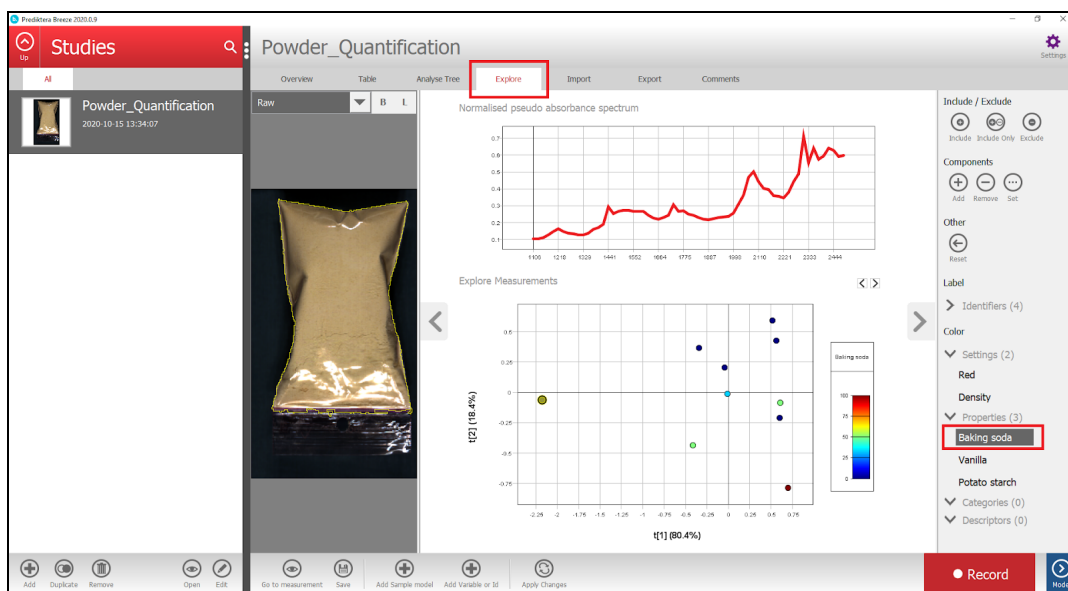 Prediktera Breeze 2020.0.9
Up
Studies
Powder_Quantification
Settings
All
Overview Table Analyse Tree Explore Import Export Comments
Powder_Quantification
2020-10-15 13:34:07
Raw B L
Normalised pseudo absorbance spectrum
0.7
0.6
0.5
0.4
0.3
0.2
0.1
1106 1218 1329 1441 1552 1664 1775 1887 1998 2110 2221 2333 2444
Explore Measurements
0.5
0.25
0
-0.25
-0.5
-0.75
t[2] (18.4%)
-2.25 -2 -1.75 -1.5 -1.25 -1 -0.75 -0.5 -0.25 0 0.25 0.5 0.75
t[1] (80.4%)
Baking soda
100
75
50
25
0
Include / Exclude
Include Include Only Exclude
Components
Add Remove Set
Other
Reset
Label
Identifiers (4)
Color
Settings (2)
Red
Density
Properties (3)
Baking soda
Vanilla
Potato starch
Categories (0)
Descriptors (0)
Add Duplicate Remove Open Edit
Go to measurement Save Add Sample model Add Variable or Id Apply Changes
Record